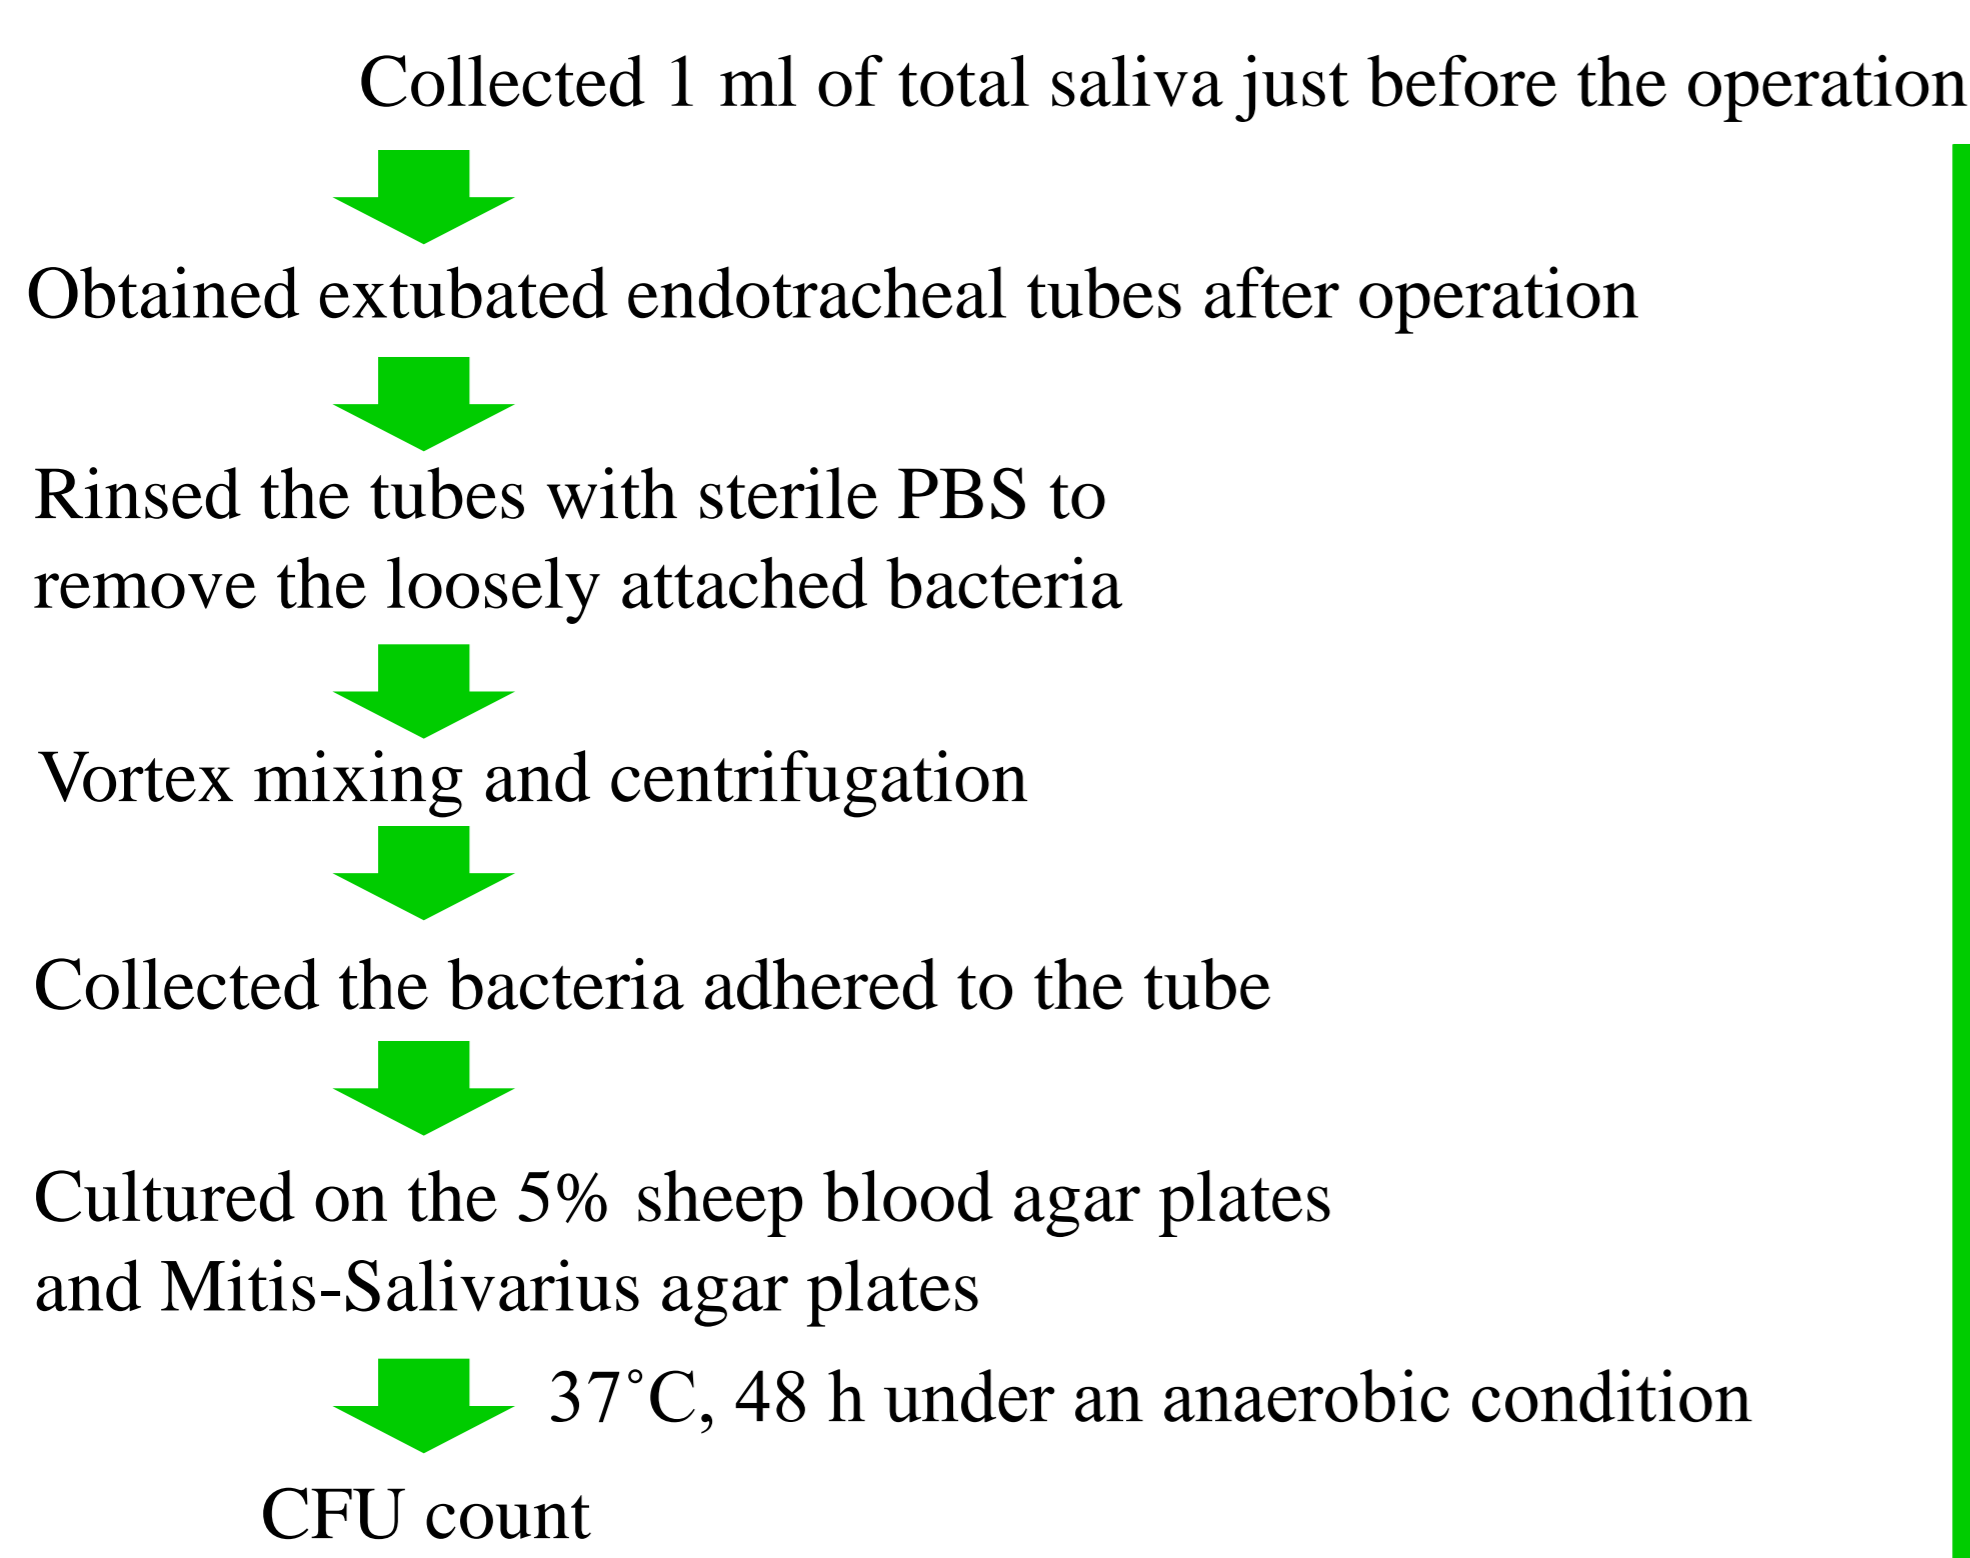 Collected 1 ml of total saliva just before the operation
Obtained extubated endotracheal tubes after operation
Rinsed the tubes with sterile PBS to
remove the loosely attached bacteria
Vortex mixing and centrifugation
Collected the bacteria adhered to the tube
Cultured on the 5% sheep blood agar plates
and Mitis-Salivarius agar plates
37˚C, 48 h under an anaerobic condition
CFU count